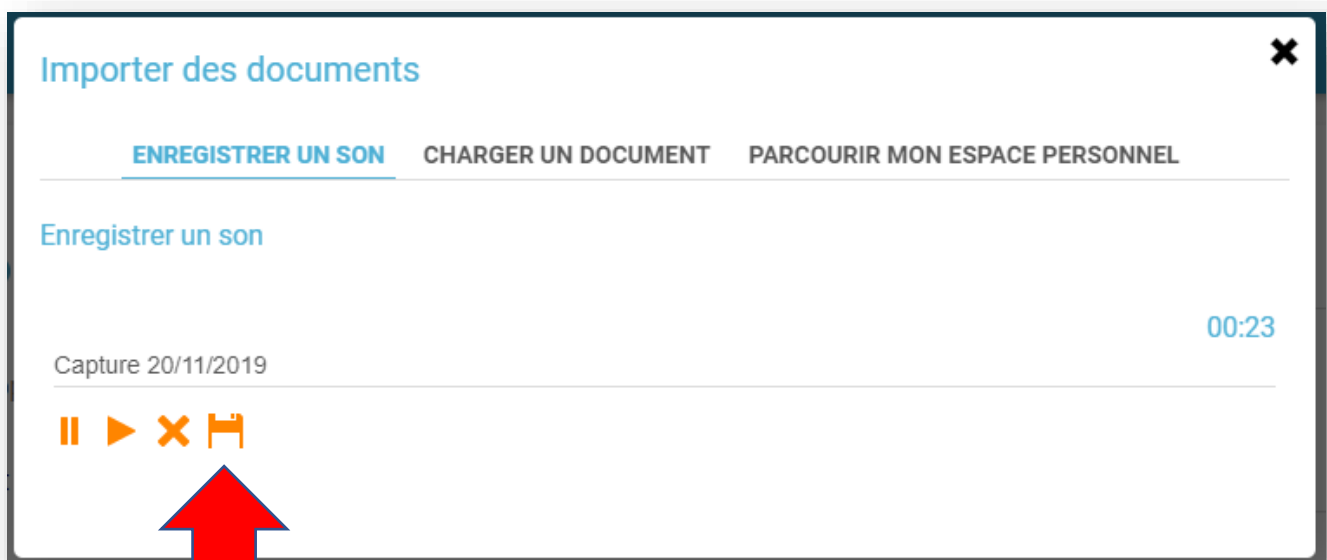 Importer des documents
ENREGISTRER UN SON CHARGER UN DOCUMENT PARCOURIR MON ESPACE PERSONNEL
Enregistrer un son
00:23
Capture 20/11/2019